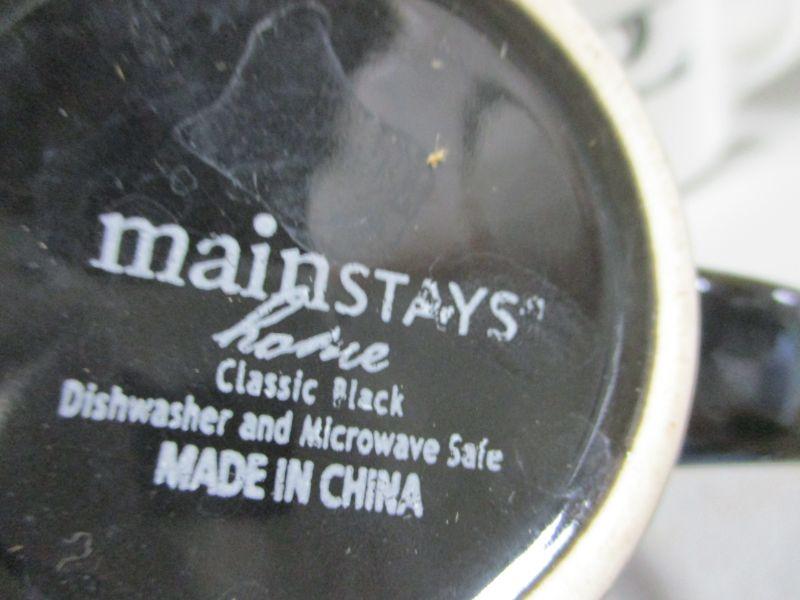 mainSTAYS
home
Classic Black
Dishwasher and Microwave Safe
MADE IN CHINA